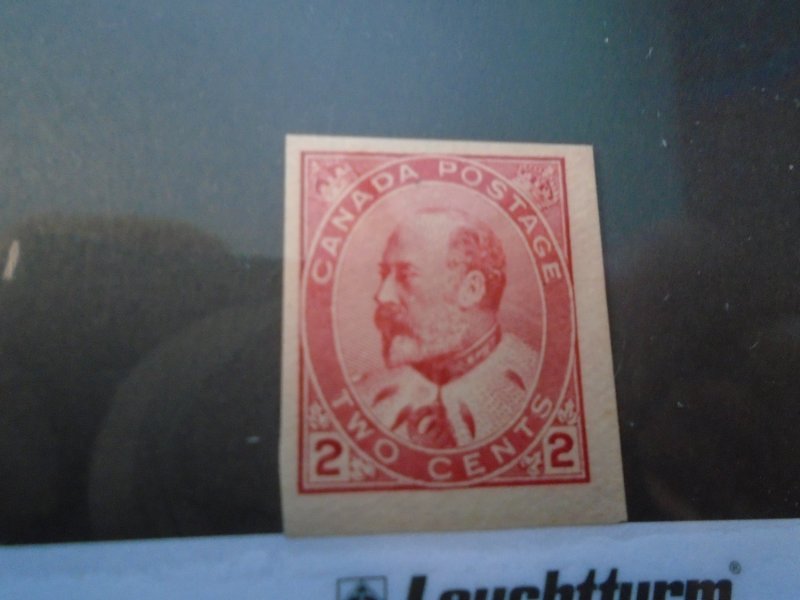 CANADA POSTAGE
TWO CENTS
2 2
Leuchtturm®